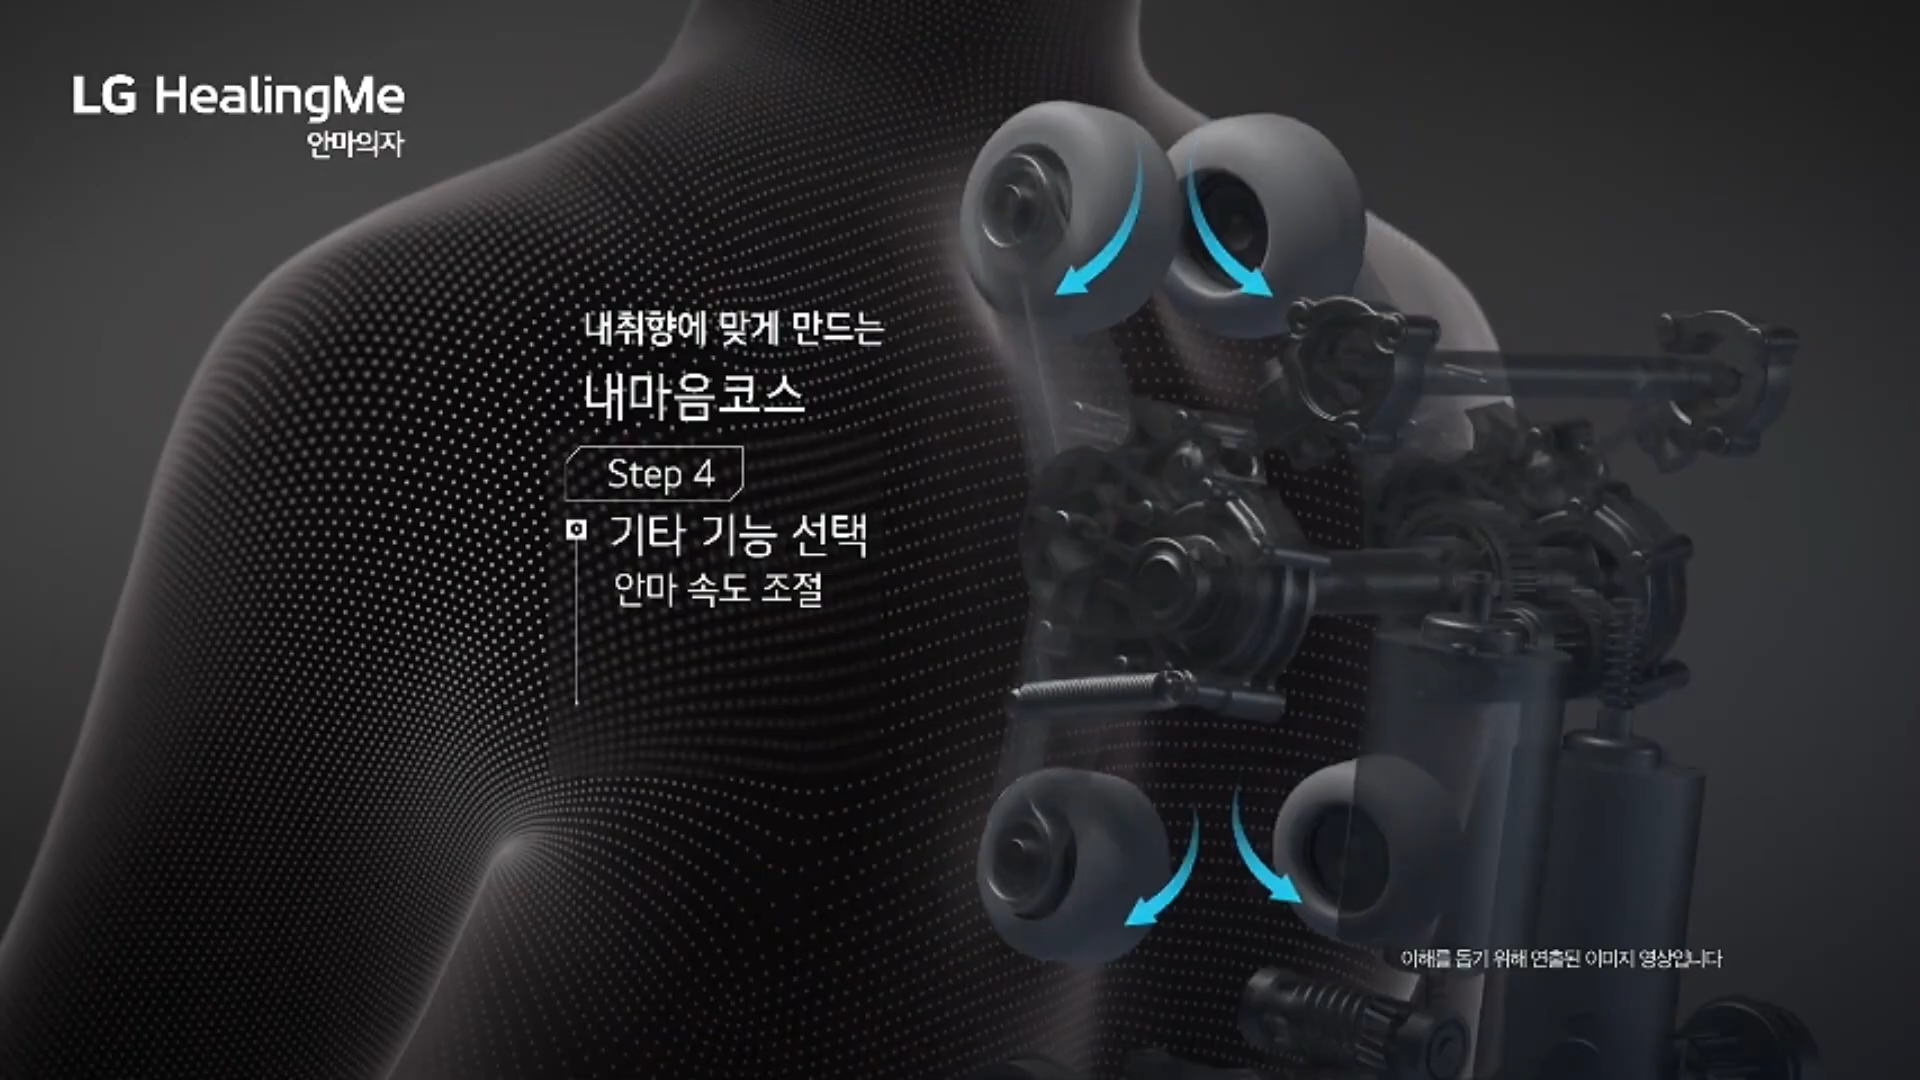 LG HealingMe
안마의자
내취향에 맞게 만드는
내마음코스
Step 4
기타 기능 선택
안마 속도 조절
이해를 돕기 위해 연출된 이미지 영상입니다